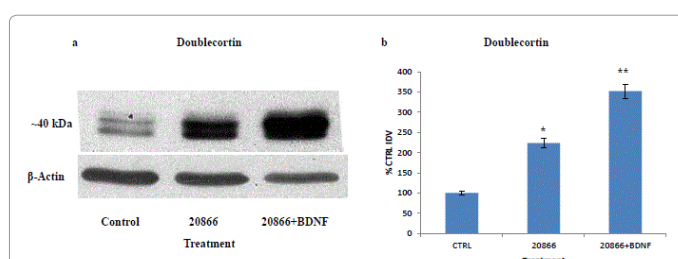 a Doublecortin
~40 kDa
β-Actin
Control 20866 20866+BDNF
Treatment
b Doublecortin
% CTRL IDV
400
350
300
250
200
150
100
50
0
*
**
CTRL 20866 20866+BDNF
Treatment